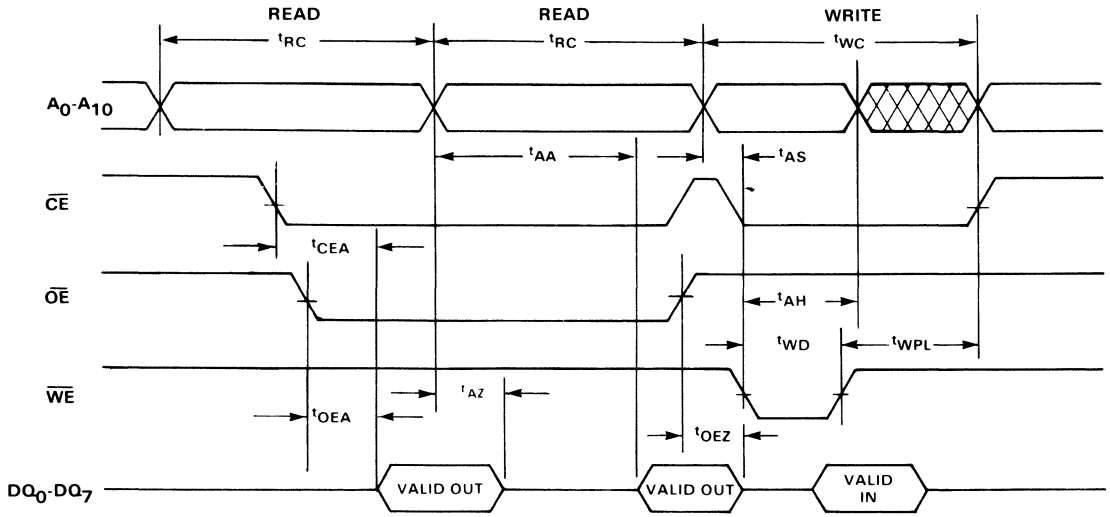 READ READ WRITE
tRC tRC tWC
A0-A10
tAA tAS
CE
tCEA
OE
tAH
tWD tWPL
WE
tAZ
tOEA
tOEZ
DQ0-DQ7 VALID OUT VALID OUT VALID IN